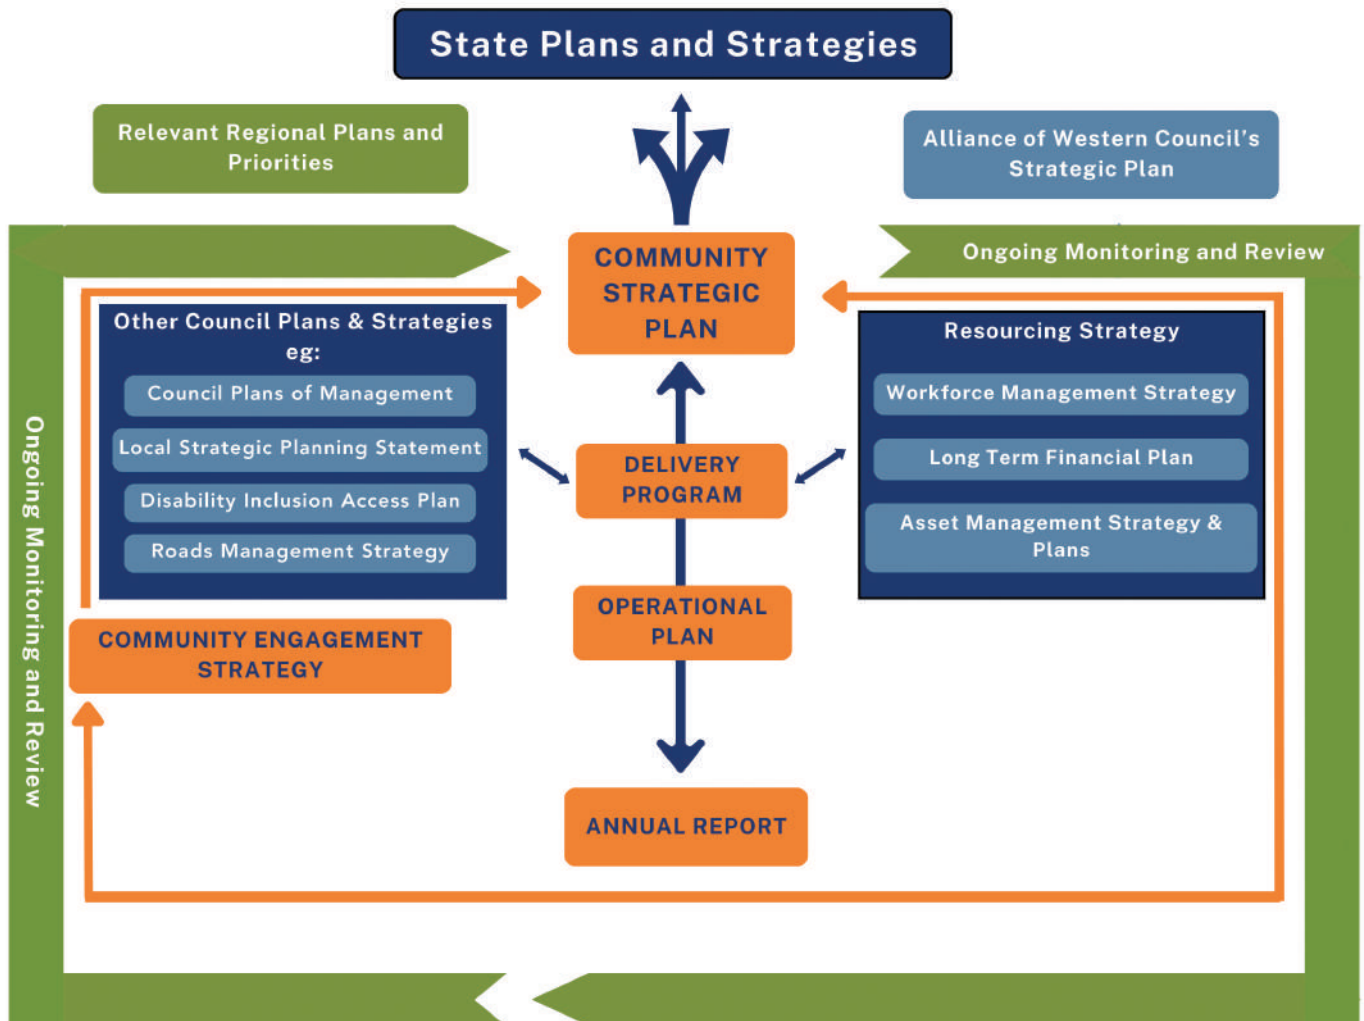 State Plans and Strategies
Relevant Regional Plans and
Priorities
Alliance of Western Council's
Strategic Plan
COMMUNITY
STRATEGIC
PLAN
Ongoing Monitoring and Review
Other Council Plans & Strategies
eg:
Council Plans of Management
Local Strategic Planning Statement
Disability Inclusion Access Plan
Roads Management Strategy
Resourcing Strategy
Workforce Management Strategy
Long Term Financial Plan
Asset Management Strategy &
Plans
DELIVERY
PROGRAM
OPERATIONAL
PLAN
COMMUNITY ENGAGEMENT
STRATEGY
Ongoing Monitoring and Review
ANNUAL REPORT